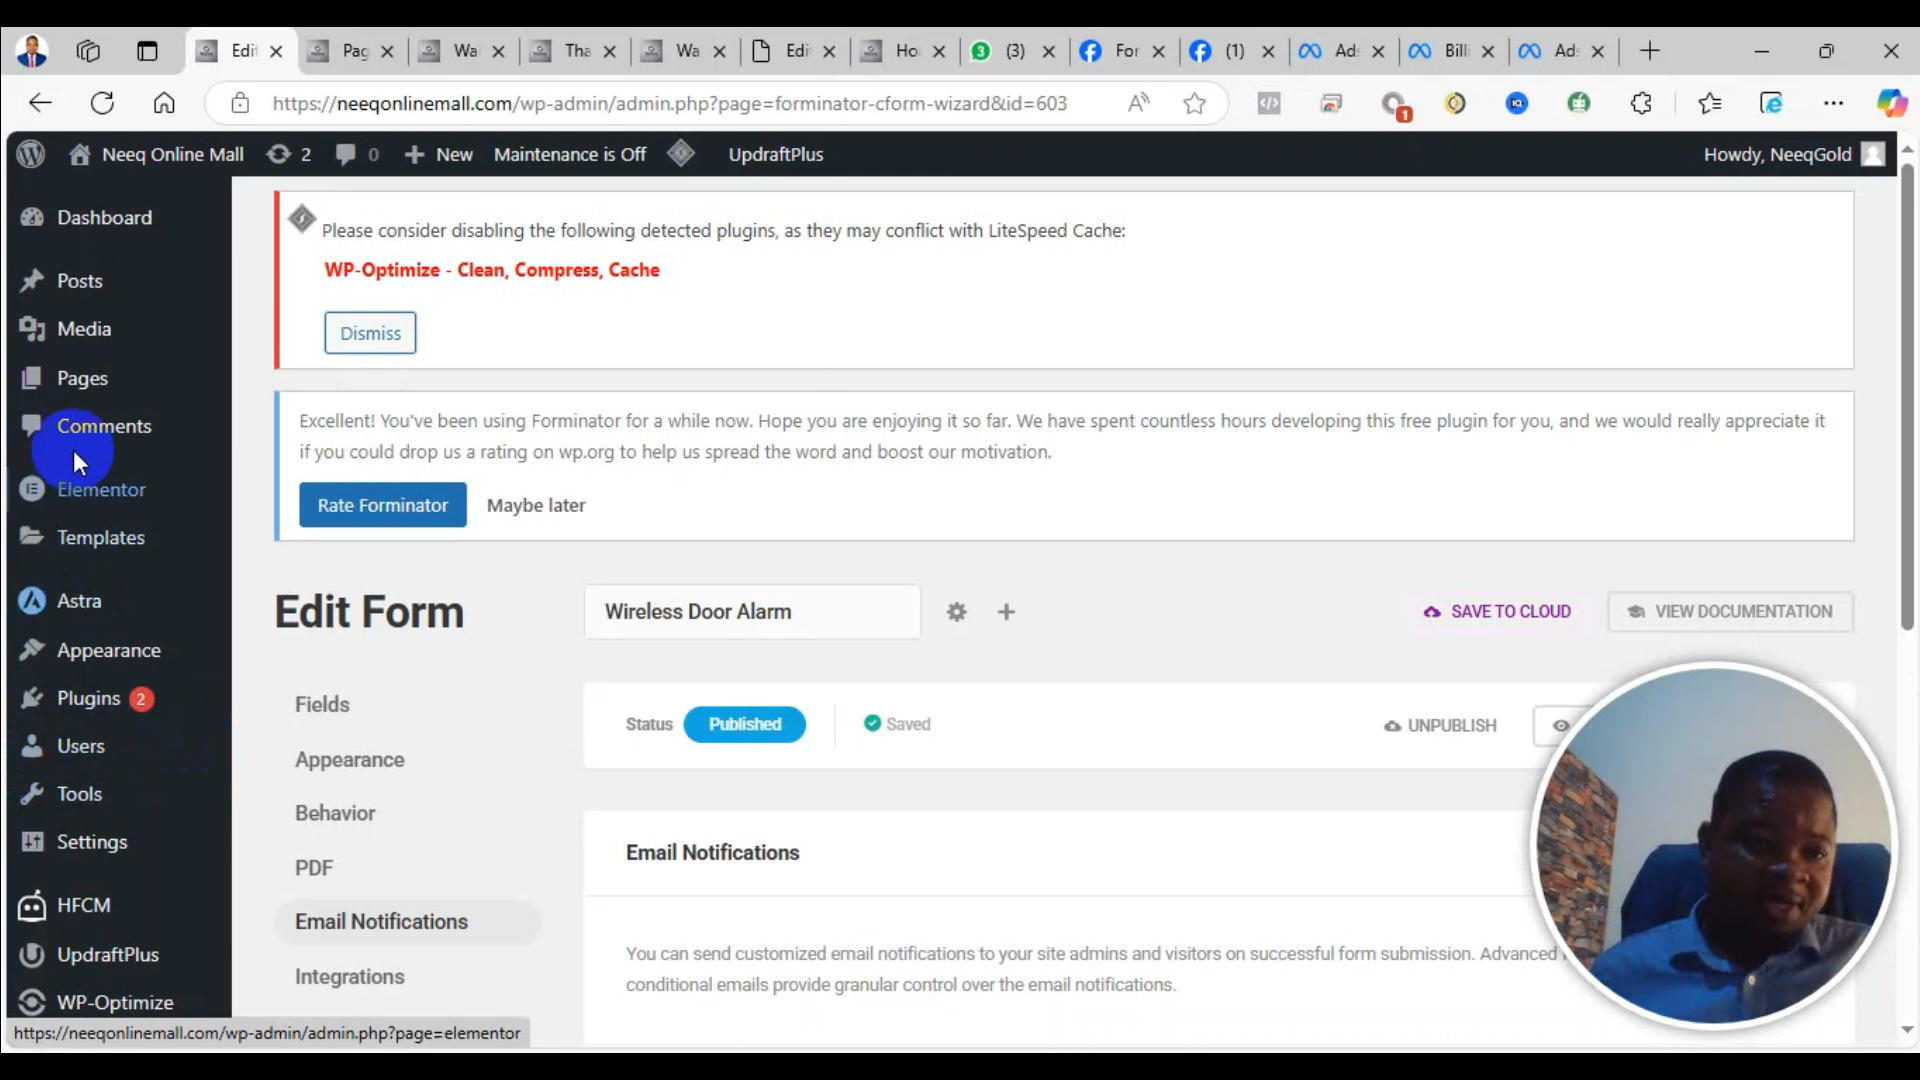 Edit
Pag
Wa
Tha
Wa
Edi
Ho
3
(3)
For
(1)
Ads
Billi
Ads
https://neeqonlinemall.com/wp-admin/admin.php?page=forminator-cform-wizard&id=603
1
Neeq Online Mall
2
0
New
Maintenance is Off
UpdraftPlus
Howdy, NeeqGold
Dashboard
Posts
Media
Pages
Comments
Elementor
Templates
Astra
Appearance
Plugins 2
Users
Tools
Settings
HFCM
UpdraftPlus
WP-Optimize
https://neeqonlinemall.com/wp-admin/admin.php?page=elementor
Please consider disabling the following detected plugins, as they may conflict with LiteSpeed Cache:
WP-Optimize - Clean, Compress, Cache
Dismiss
Excellent! You've been using Forminator for a while now. Hope you are enjoying it so far. We have spent countless hours developing this free plugin for you, and we would really appreciate it
if you could drop us a rating on wp.org to help us spread the word and boost our motivation.
Rate Forminator
Maybe later
Edit Form
Wireless Door Alarm
SAVE TO CLOUD
VIEW DOCUMENTATION
Fields
Appearance
Behavior
PDF
Email Notifications
Integrations
Status
Published
Saved
UNPUBLISH
Email Notifications
You can send customized email notifications to your site admins and visitors on successful form submission. Advanced
conditional emails provide granular control over the email notifications.